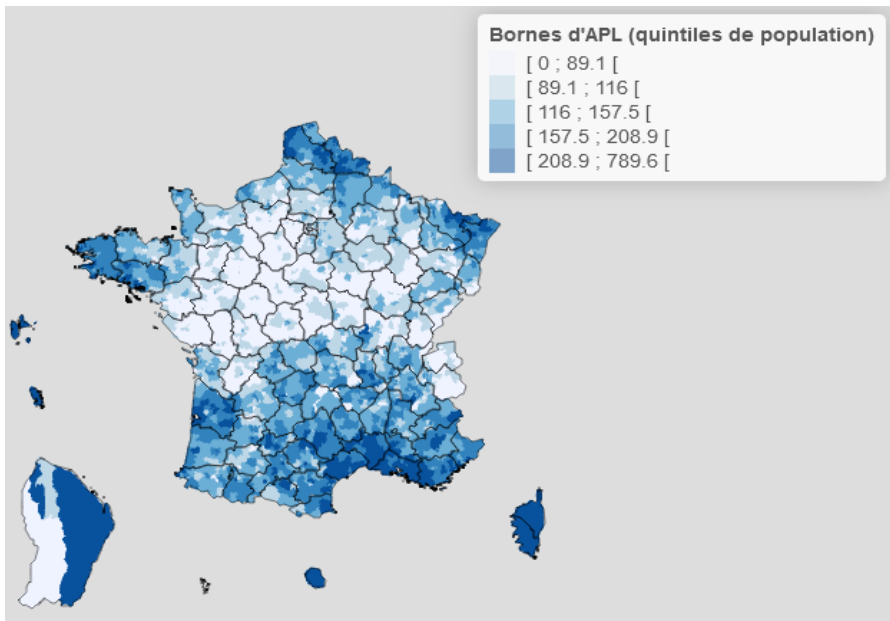 Bornes d'APL (quintiles de population)
[ 0 ; 89.1 [
[ 89.1 ; 116 [
[ 116 ; 157.5 [
[ 157.5 ; 208.9 [
[ 208.9 ; 789.6 [